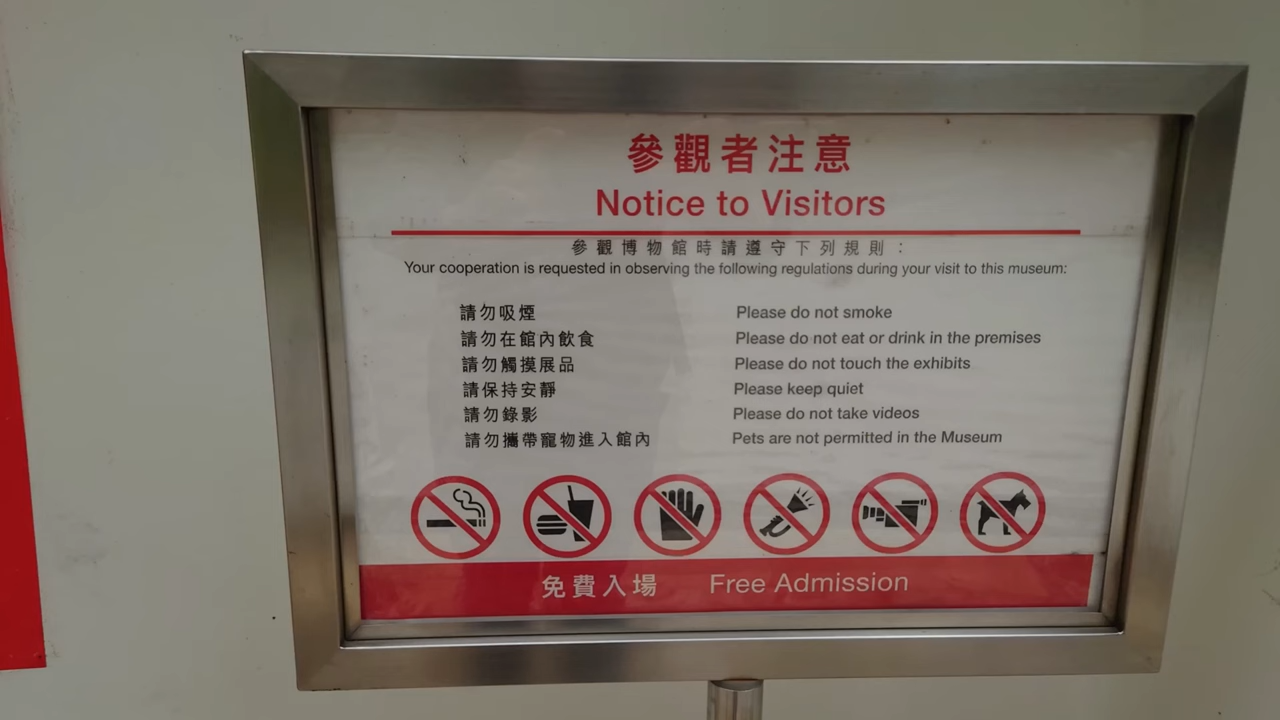 參觀者注意
Notice to Visitors
參觀博物館時請遵守下列規則：
Your cooperation is requested in observing the following regulations during your visit to this museum:
請勿吸煙 Please do not smoke
請勿在館內飲食 Please do not eat or drink in the premises
請勿觸摸展品 Please do not touch the exhibits
請保持安靜 Please keep quiet
請勿錄影 Please do not take videos
請勿攜帶寵物進入館內 Pets are not permitted in the Museum
免費入場 Free Admission